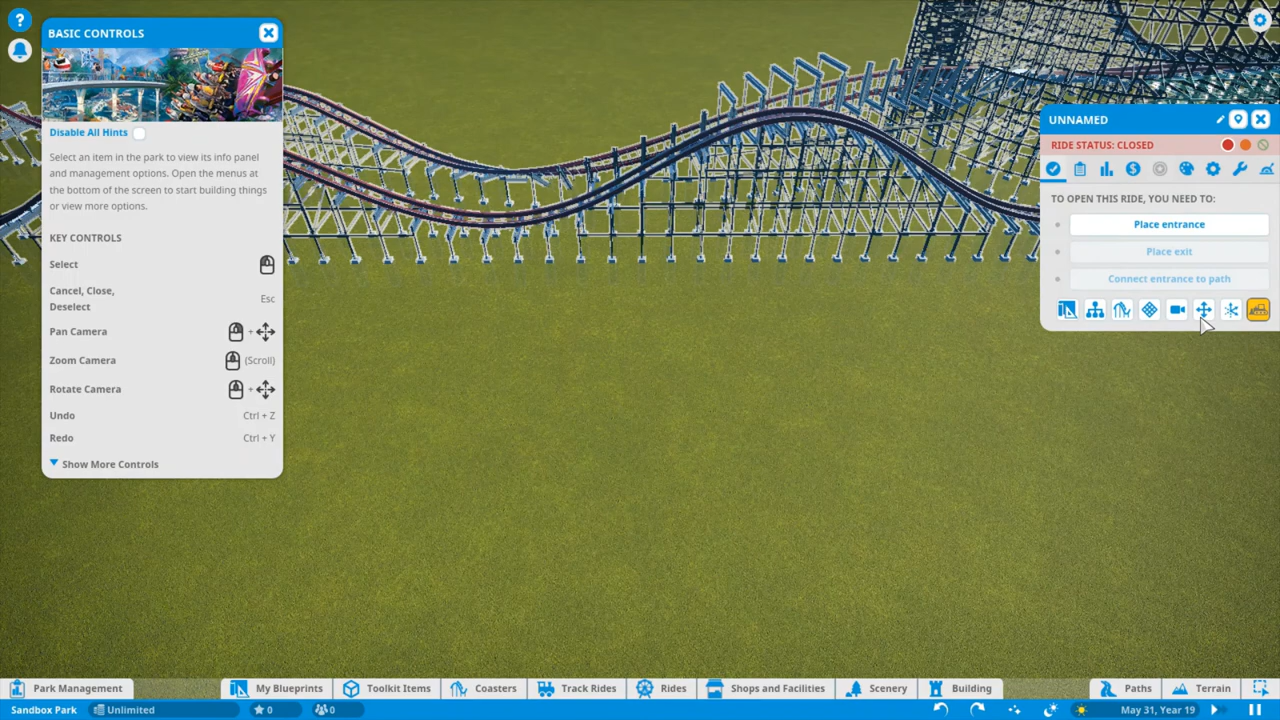 ?
BASIC CONTROLS
Disable All Hints
Select an item in the park to view its info panel
and management options. Open the menus at
the bottom of the screen to start building things
or view more options.
KEY CONTROLS
Select
Cancel, Close,
Deselect
Esc
Pan Camera
+
Zoom Camera
(Scroll)
Rotate Camera
+
Undo
Ctrl + Z
Redo
Ctrl + Y
Show More Controls
UNNAMED
RIDE STATUS: CLOSED
TO OPEN THIS RIDE, YOU NEED TO:
Place entrance
Place exit
Connect entrance to path
Park Management
My Blueprints
Toolkit Items
Coasters
Track Rides
Rides
Shops and Facilities
Scenery
Building
Paths
Terrain
Sandbox Park
Unlimited
0
0
May 31, Year 19